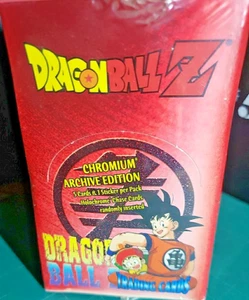 DRAGONBALL Z
CHROMIUM
ARCHIVE EDITION
5 Cards & 1 Sticker per Pack
Holochrome Chase Cards
randomly inserted
DRAGON
BALL
TRADING CARDS